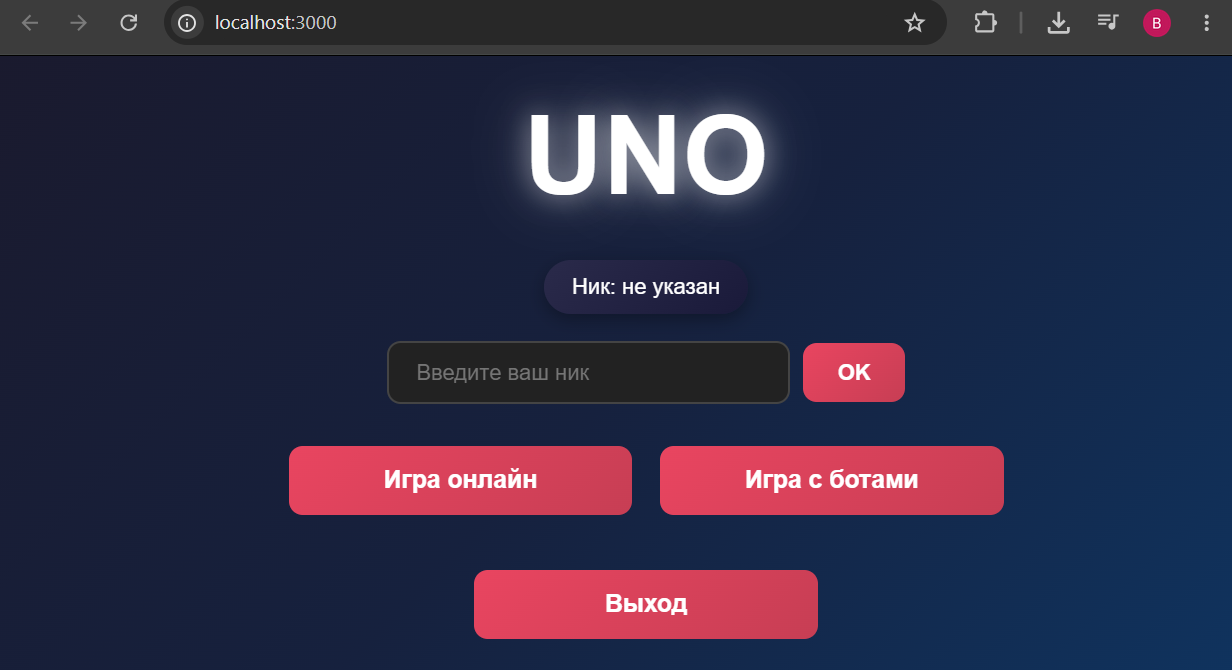 localhost:3000
B
UNO
Ник: не указан
Введите ваш ник
OK
Игра онлайн
Игра с ботами
Выход